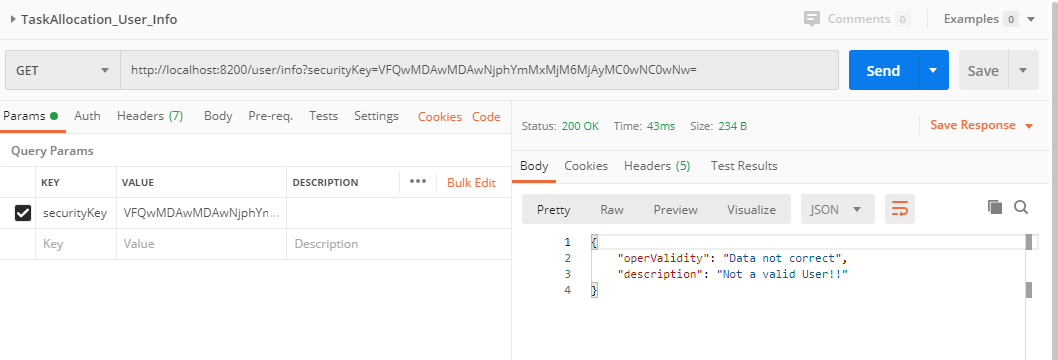 TaskAllocation_User_Info
Comments 0
Examples 0
GET
http://localhost:8200/user/info?securityKey=VFQwMDAwMDAwNjphYmMxMjM6MjAyMC0wNC0wNw=
Send
Save
Params
Auth
Headers (7)
Body
Pre-req.
Tests
Settings
Cookies
Code
Query Params
KEY
VALUE
DESCRIPTION
•••
Bulk Edit
securityKey
VFQwMDAwMDAwNjphYn...
Key
Value
Description
Status: 200 OK
Time: 43ms
Size: 234 B
Save Response
Body
Cookies
Headers (5)
Test Results
Pretty
Raw
Preview
Visualize
JSON
1 {
2 "operValidity": "Data not correct",
3 "description": "Not a valid User!!"
4 }